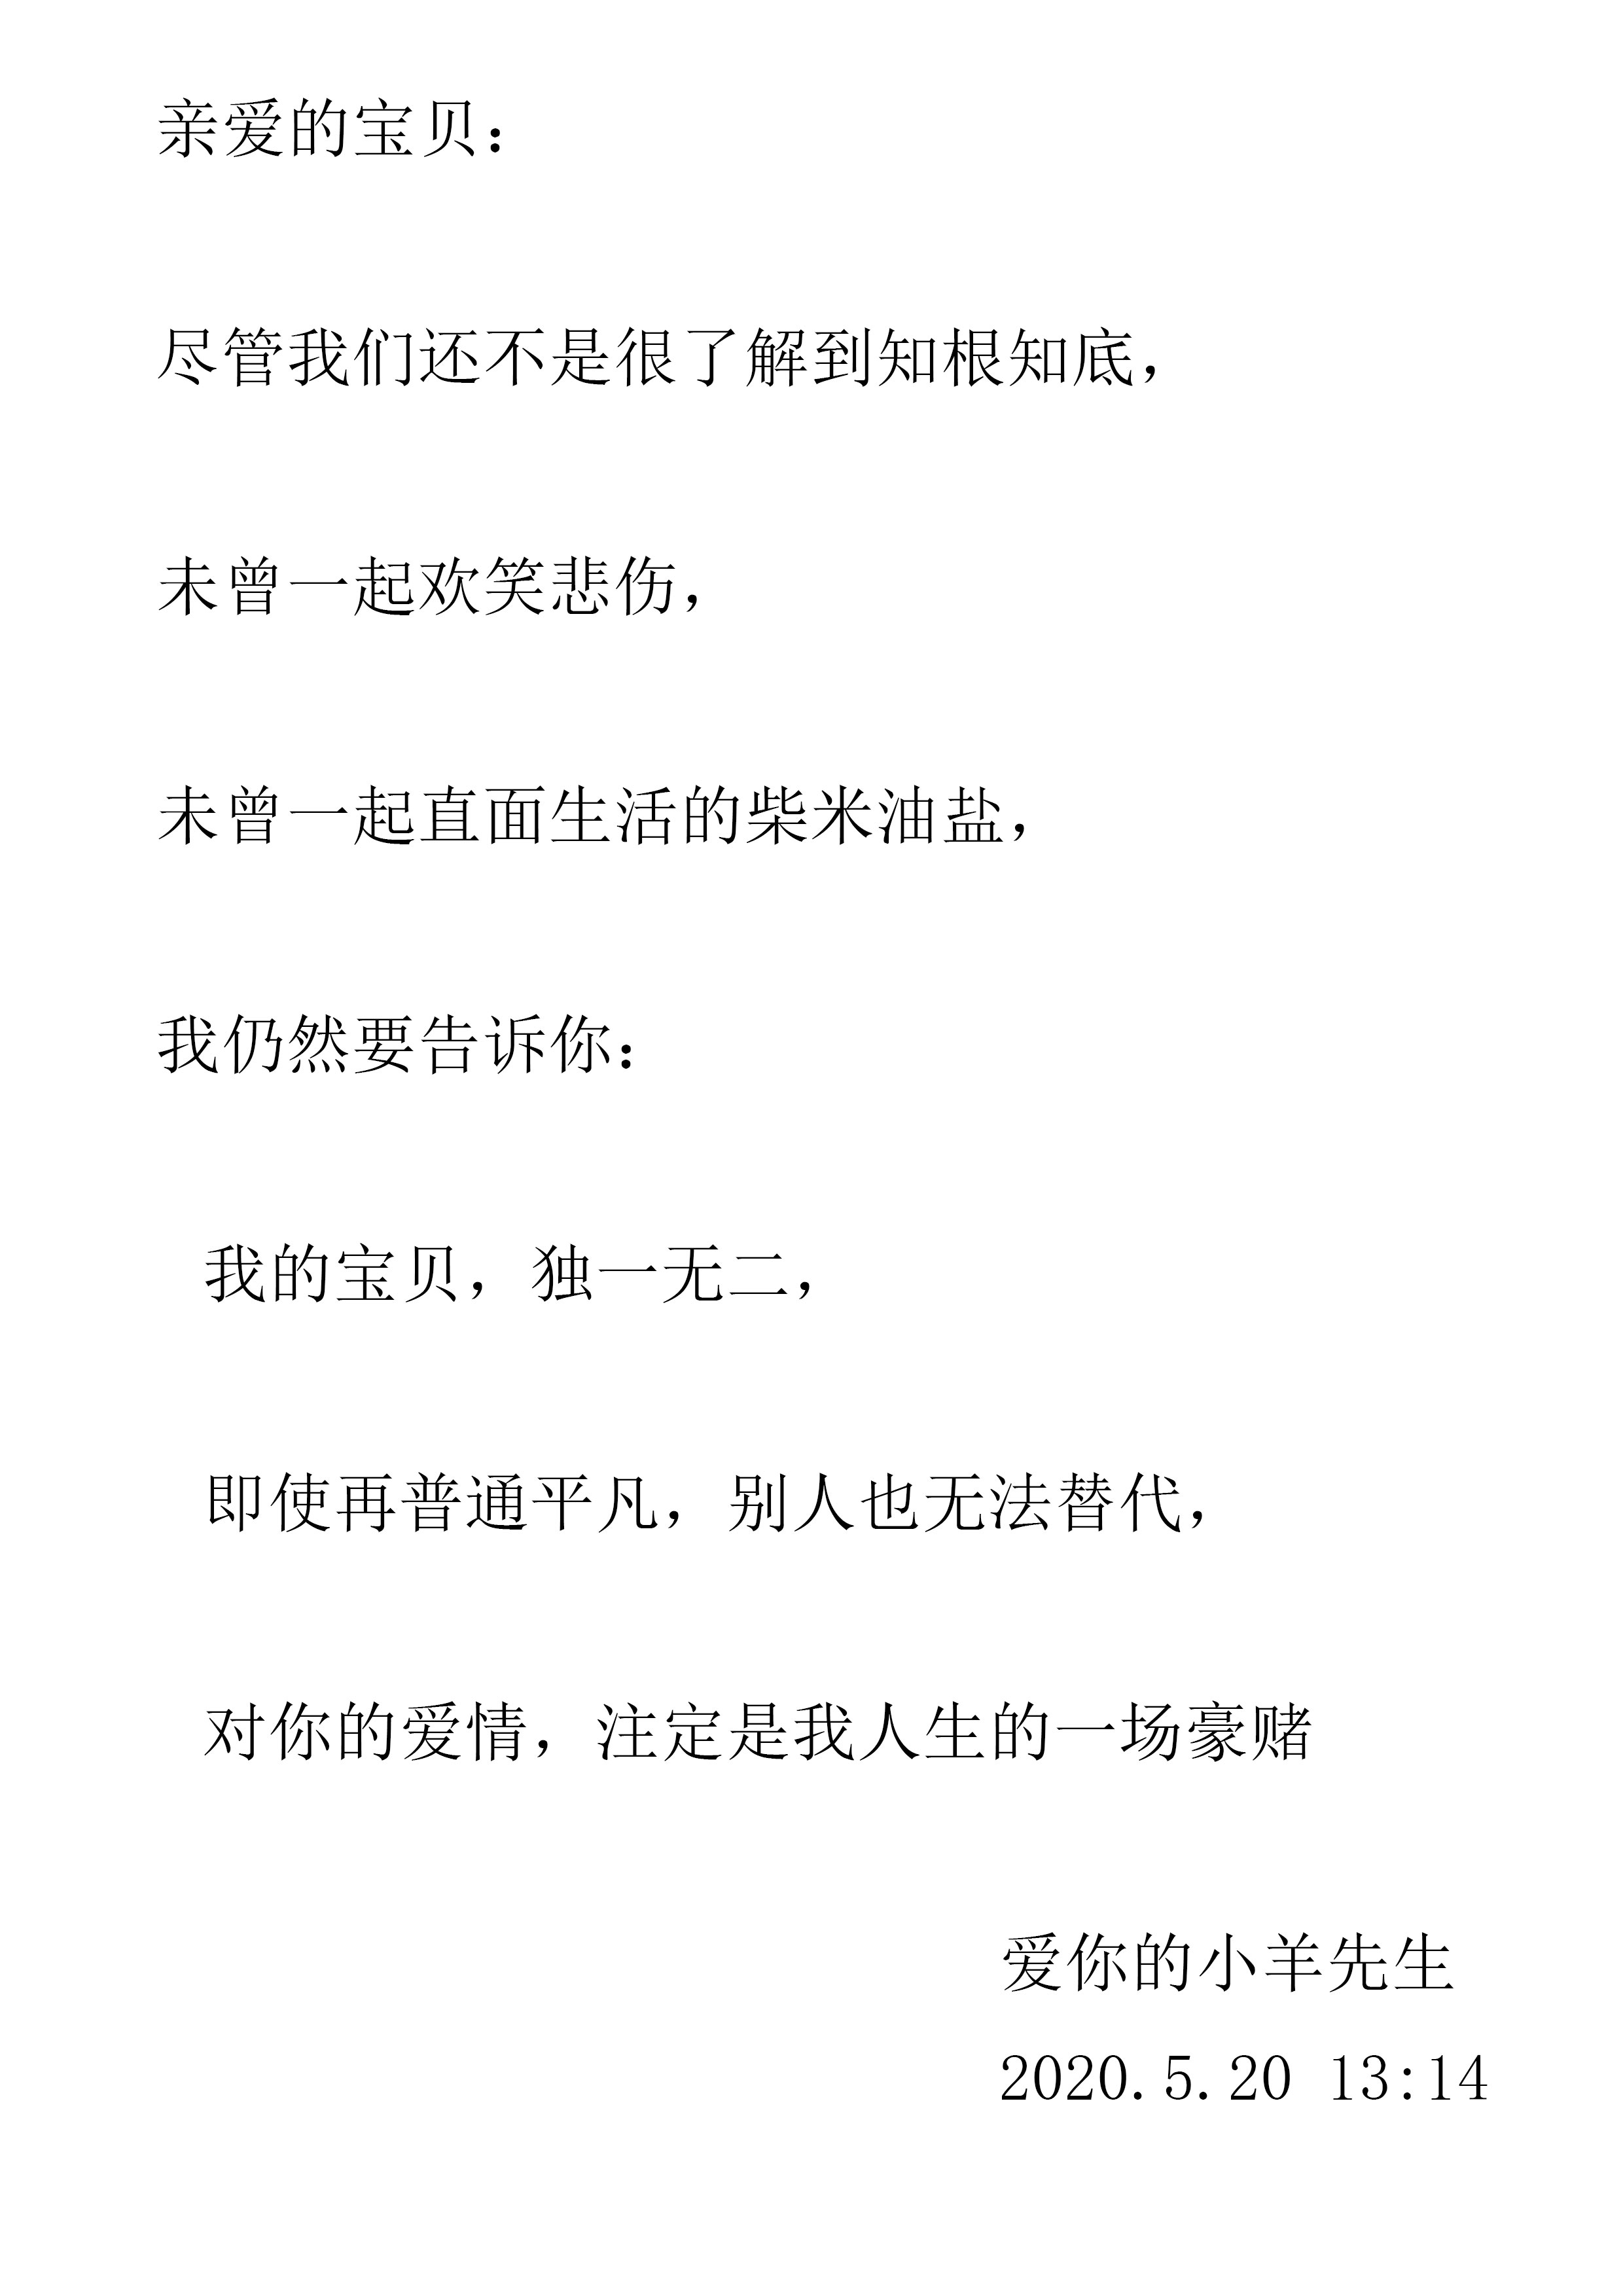 亲爱的宝贝：
尽管我们还不是很了解到知根知底，
未曾一起欢笑悲伤，
未曾一起直面生活的柴米油盐，
我仍然要告诉你：
我的宝贝，独一无二，
即使再普通平凡，别人也无法替代，
对你的爱情，注定是我人生的一场豪赌
爱你的小羊先生
2020.5.20 13:14